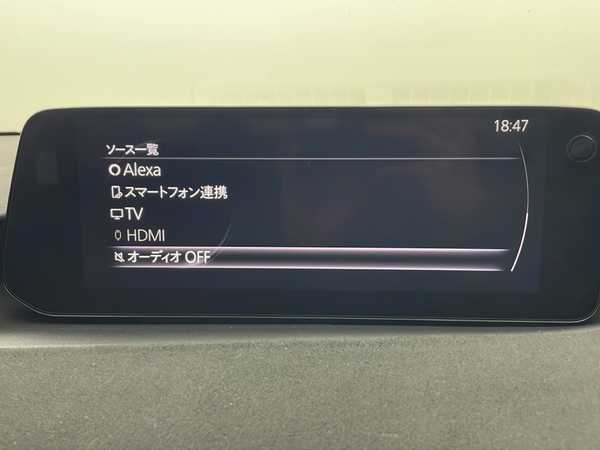 18:47
ソース一覧
Alexa
スマートフォン連携
TV
HDMI
オーディオ OFF